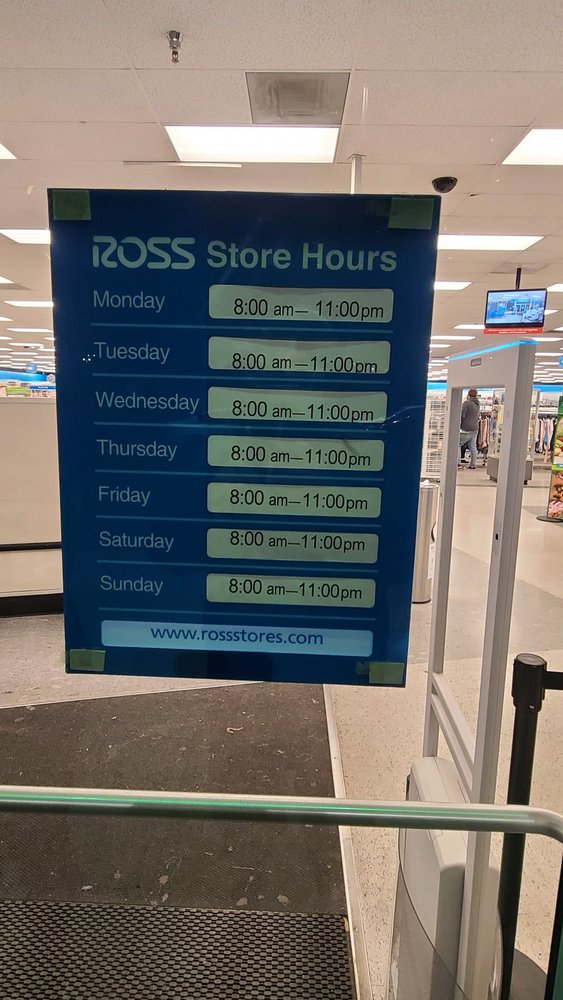 ROSS Store Hours
Monday 8:00 am— 11:00pm
Tuesday 8:00 am—11:00pm
Wednesday 8:00 am—11:00pm
Thursday 8:00 am—11:00pm
Friday 8:00 am—11:00pm
Saturday 8:00 am—11:00pm
Sunday 8:00 am—11:00pm
www.rossstores.com